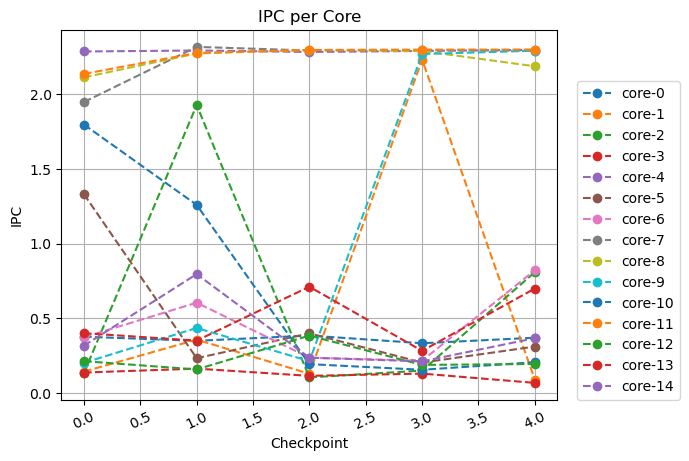 IPC per Core
IPC
2.0
1.5
1.0
0.5
0.0
0.0
0.5
1.0
1.5
2.0
2.5
3.0
3.5
4.0
Checkpoint
core-0
core-1
core-2
core-3
core-4
core-5
core-6
core-7
core-8
core-9
core-10
core-11
core-12
core-13
core-14